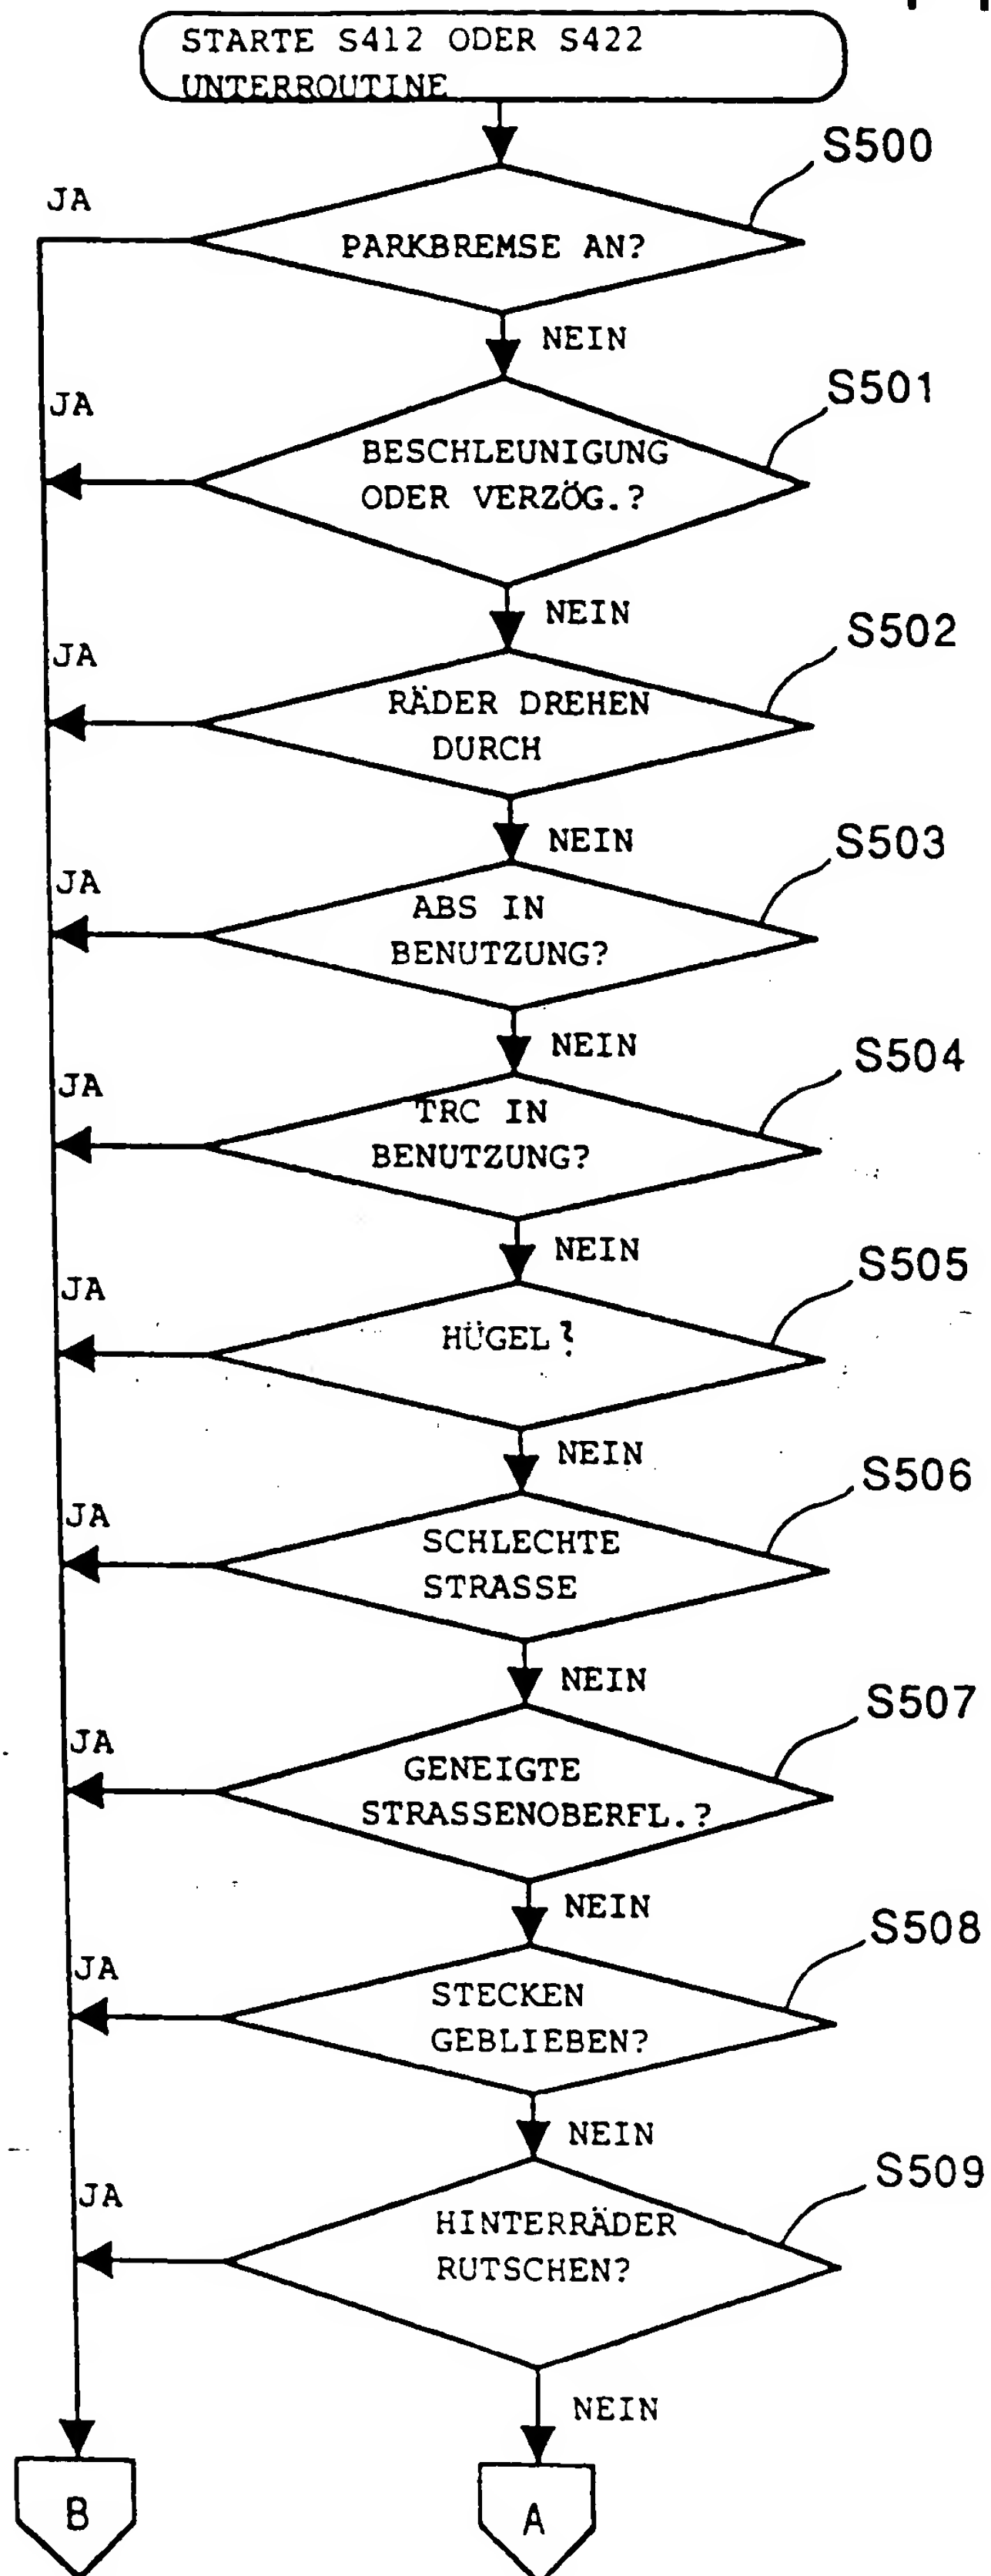 STARTE S412 ODER S422
UNTERROUTINE
S500
JA
PARKBREMSE AN?
NEIN
S501
JA
BESCHLEUNIGUNG
ODER VERZÖG.?
NEIN
S502
JA
RÄDER DREHEN
DURCH
NEIN
S503
JA
ABS IN
BENUTZUNG?
NEIN
S504
JA
TRC IN
BENUTZUNG?
NEIN
S505
JA
HÜGEL?
NEIN
S506
JA
SCHLECHTE
STRASSE
NEIN
S507
JA
GENEIGTE
STRASSENOBERFL.?
NEIN
S508
JA
STECKEN
GEBLIEBEN?
NEIN
S509
JA
HINTERRÄDER
RUTSCHEN?
NEIN
B
A